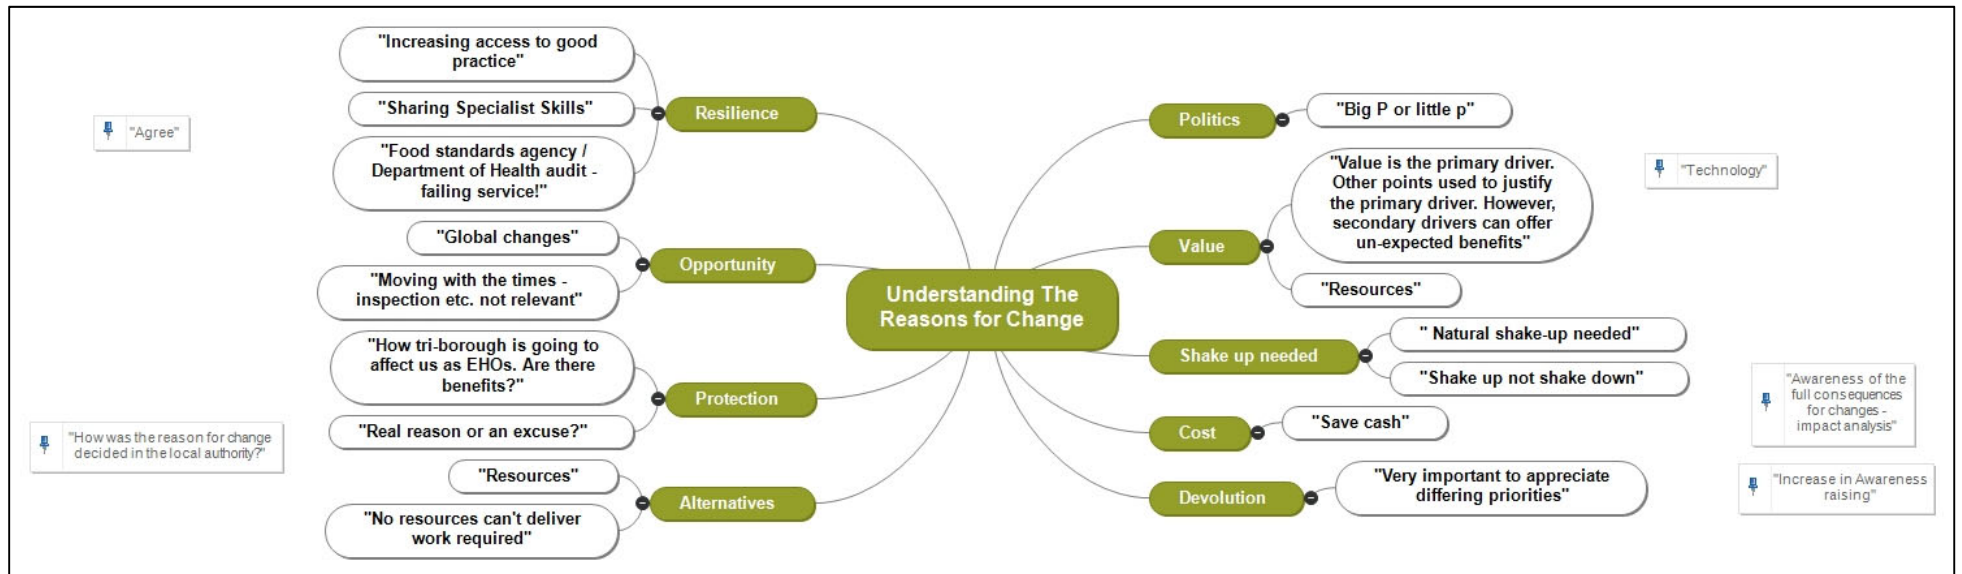 Understanding The
Reasons for Change
Resilience
"Increasing access to good
practice"
"Sharing Specialist Skills"
"Food standards agency /
Department of Health audit -
failing service!"
Opportunity
"Global changes"
"Moving with the times -
inspection etc. not relevant"
Protection
"How tri-borough is going to
affect us as EHOs. Are there
benefits?"
"Real reason or an excuse?"
Alternatives
"Resources"
"No resources can't deliver
work required"
Politics
"Big P or little p"
Value
"Value is the primary driver.
Other points used to justify
the primary driver. However,
secondary drivers can offer
un-expected benefits"
"Resources"
Shake up needed
" Natural shake-up needed"
"Shake up not shake down"
Cost
"Save cash"
Devolution
"Very important to appreciate
differing priorities"
"Agree"
"How was the reason for change
decided in the local authority?"
"Technology"
"Awareness of the
full consequences
for changes -
impact analysis"
"Increase in Awareness
raising"